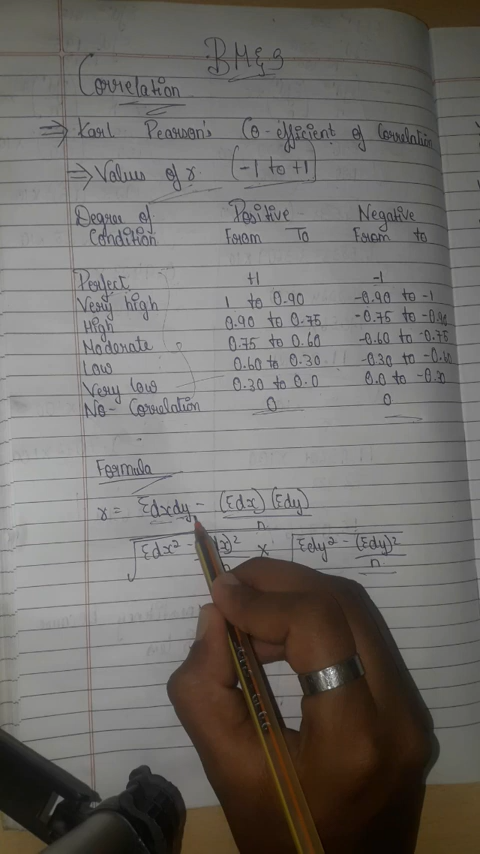 BM & S
Correlation
⇒ Karl Pearson's Co-efficient of Correlation
⇒ Values of r (-1 to +1)
Degree of Condition Positive From To Negative From to
Perfect +1 -1
Very high 1 to 0.90 -0.90 to -1
High 0.90 to 0.75 -0.75 to -0.90
Moderate 0.75 to 0.60 -0.60 to -0.75
Low 0.60 to 0.30 -0.30 to -0.60
Very low 0.30 to 0.0 0.0 to -0.30
No-Correlation 0 0
Formula
r = Σdxdy - (Σdx) (Σdy)
n
√Σdx² - dx)² × √Σdy² - (Σdy)²
n